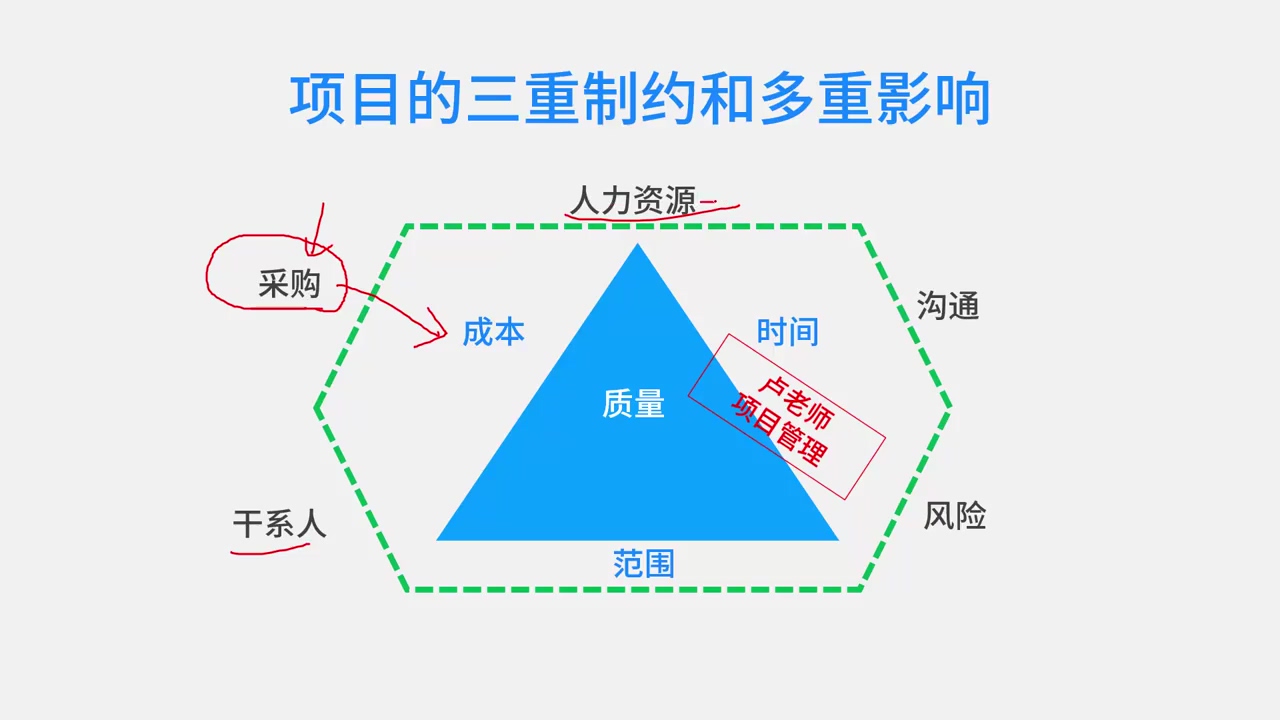 项目的三重制约和多重影响
人力资源
采购
沟通
成本
时间
质量
卢老师
项目管理
干系人
风险
范围